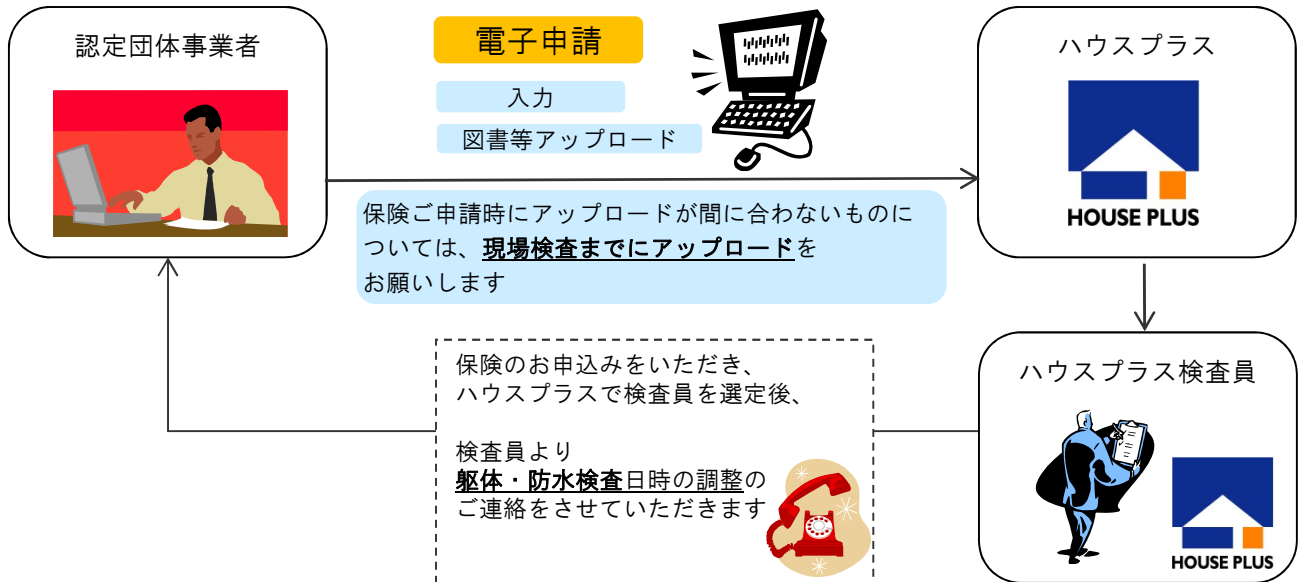 認定団体事業者
電子申請
入力
図書等アップロード
ハウスプラス
HOUSE PLUS
保険ご申請時にアップロードが間に合わないものに
ついては、現場検査までにアップロードを
お願いします
保険のお申込みをいただき、
ハウスプラスで検査員を選定後、
検査員より
躯体・防水検査日時の調整の
ご連絡をさせていただきます
ハウスプラス検査員
HOUSE PLUS